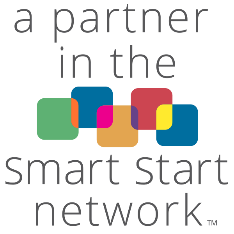 a partner
in the
smart start
network™